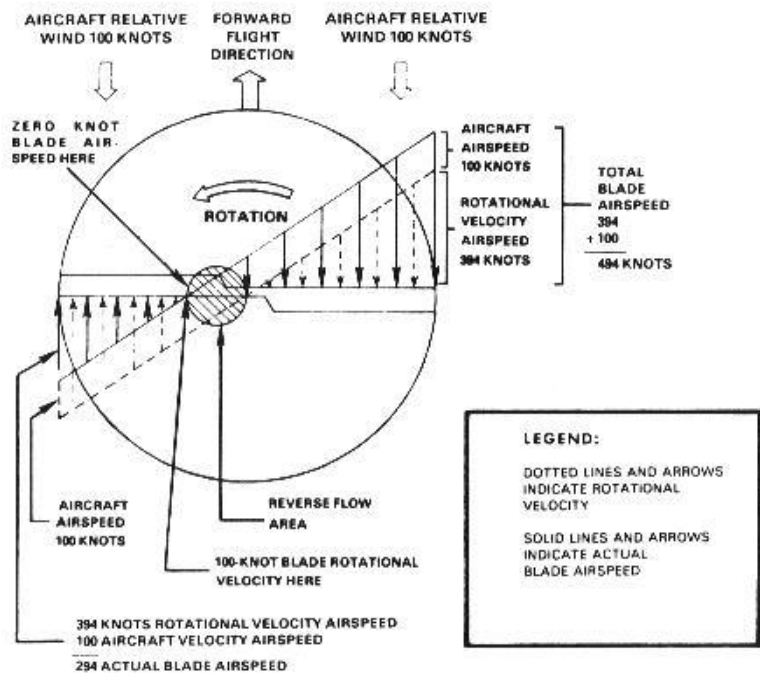 AIRCRAFT RELATIVE
WIND 100 KNOTS
FORWARD
FLIGHT
DIRECTION
AIRCRAFT RELATIVE
WIND 100 KNOTS
ZERO KNOT
BLADE AIR-
SPEED HERE
ROTATION
AIRCRAFT
AIRSPEED
100 KNOTS
ROTATIONAL
VELOCITY
AIRSPEED
394 KNOTS
TOTAL
BLADE
AIRSPEED
394
+ 100
494 KNOTS
AIRCRAFT
AIRSPEED
100 KNOTS
REVERSE FLOW
AREA
100-KNOT BLADE ROTATIONAL
VELOCITY HERE
394 KNOTS ROTATIONAL VELOCITY AIRSPEED
100 AIRCRAFT VELOCITY AIRSPEED
294 ACTUAL BLADE AIRSPEED
LEGEND:
DOTTED LINES AND ARROWS
INDICATE ROTATIONAL
VELOCITY
SOLID LINES AND ARROWS
INDICATE ACTUAL
BLADE AIRSPEED